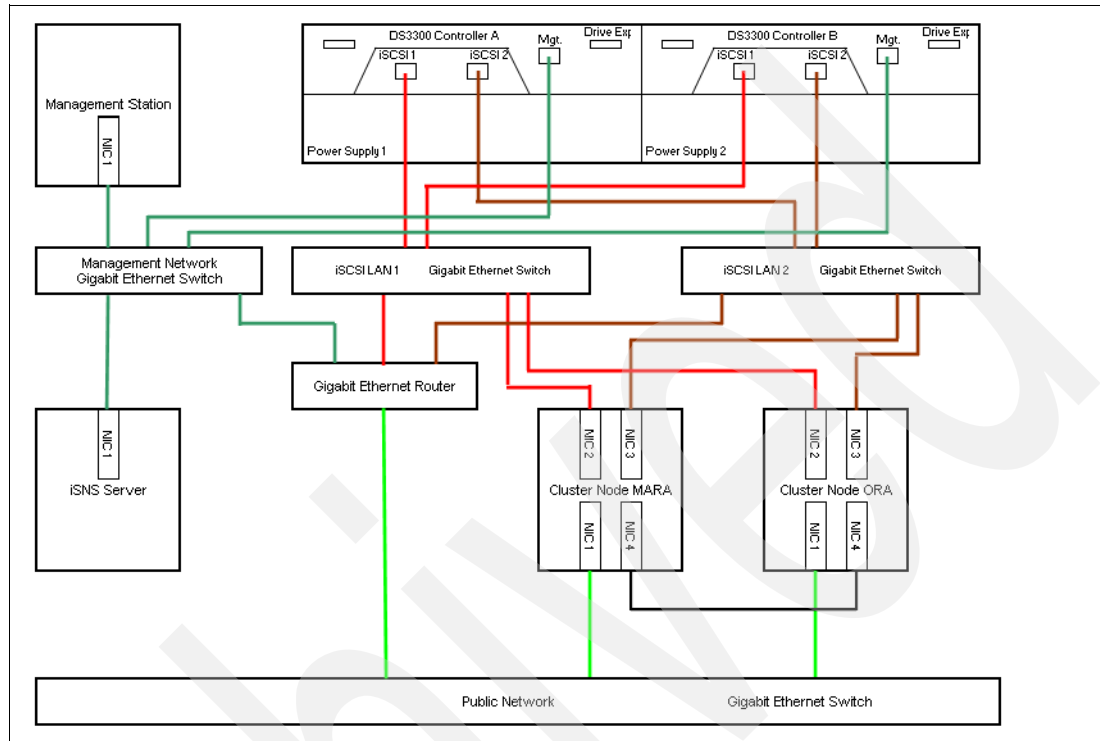 DS3300 Controller A
Mgt.
Drive Exp
iSCSI 1
iSCSI 2
DS3300 Controller B
Mgt.
Drive Exp
iSCSI 1
iSCSI 2
Management Station
NIC 1
Power Supply 1
Power Supply 2
Management Network
Gigabit Ethernet Switch
iSCSI LAN 1 Gigabit Ethernet Switch
iSCSI LAN 2 Gigabit Ethernet Switch
Gigabit Ethernet Router
NIC 1
iSNS Server
NIC 2
NIC 3
Cluster Node MARA
NIC 1
NIC 4
NIC 2
NIC 3
Cluster Node ORA
NIC 1
NIC 4
Public Network Gigabit Ethernet Switch
hived